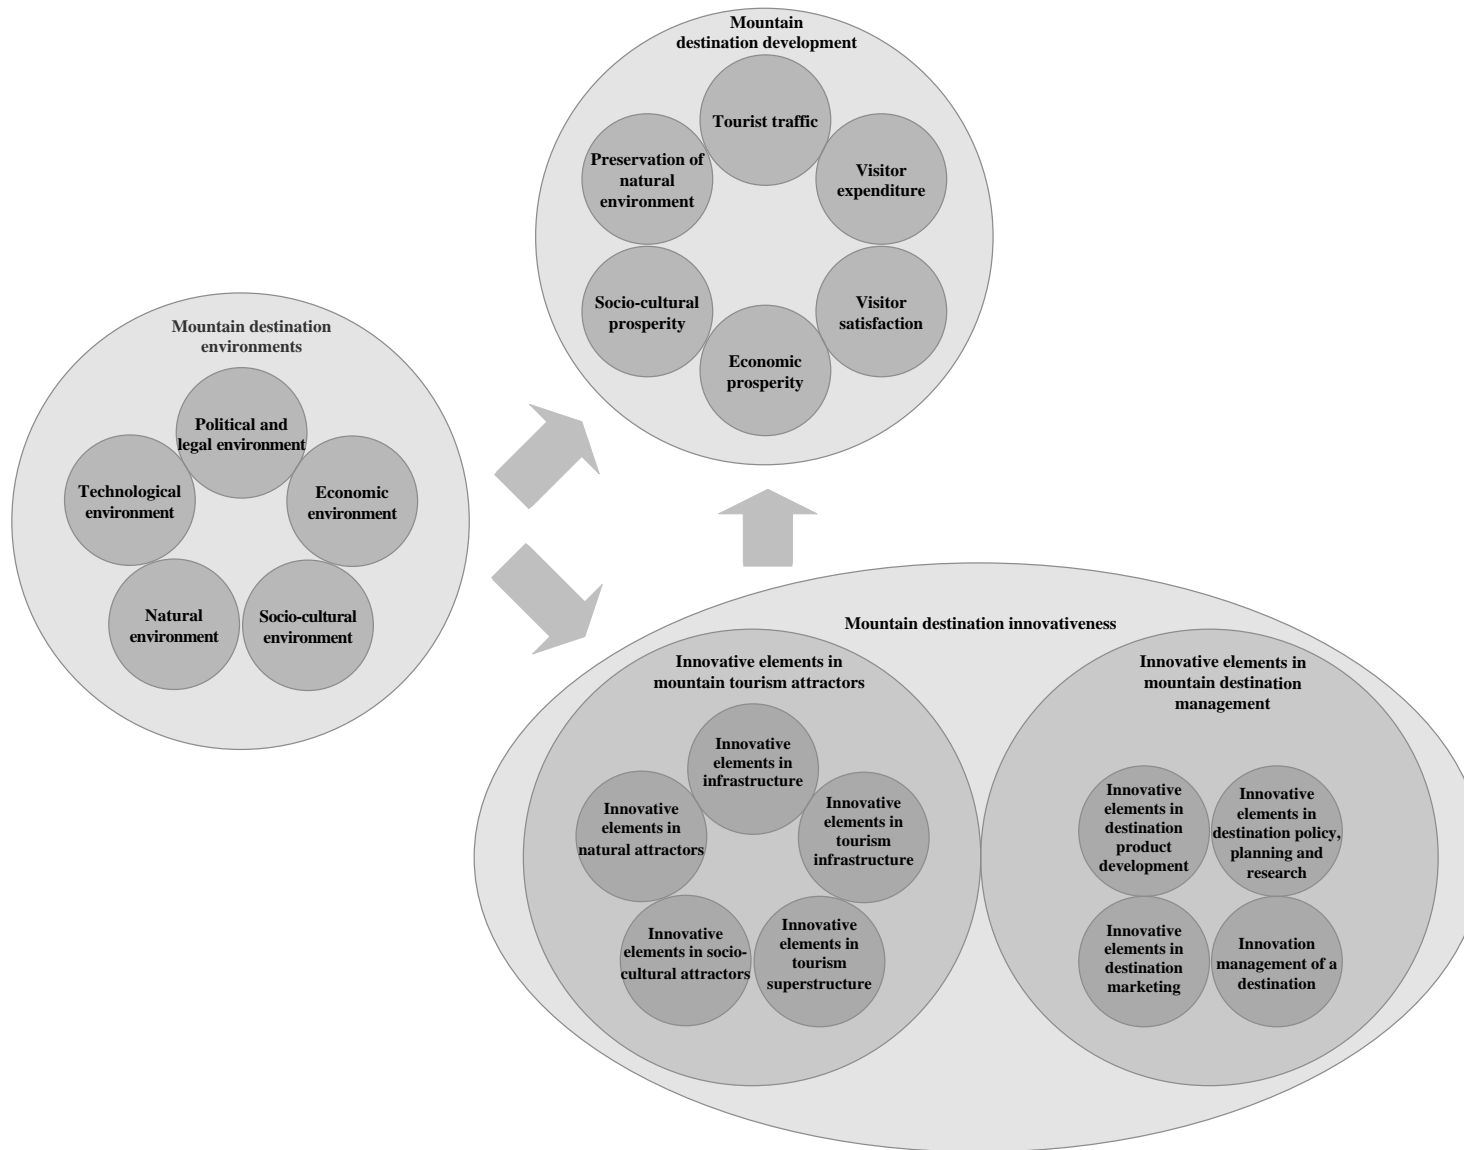 Mountain
destination development
Tourist traffic
Preservation of
natural
environment
Visitor
expenditure
Socio-cultural
prosperity
Visitor
satisfaction
Economic
prosperity
Mountain destination
environments
Political and
legal environment
Technological
environment
Economic
environment
Natural
environment
Socio-cultural
environment
Mountain destination innovativeness
Innovative elements in
mountain tourism attractors
Innovative
elements in
infrastructure
Innovative
elements in
natural attractors
Innovative
elements in
tourism
infrastructure
Innovative
elements in socio-
cultural attractors
Innovative
elements in
tourism
superstructure
Innovative elements in
mountain destination
management
Innovative
elements in
destination
product
development
Innovative
elements in
destination policy,
planning and
research
Innovative
elements in
destination
marketing
Innovation
management of a
destination